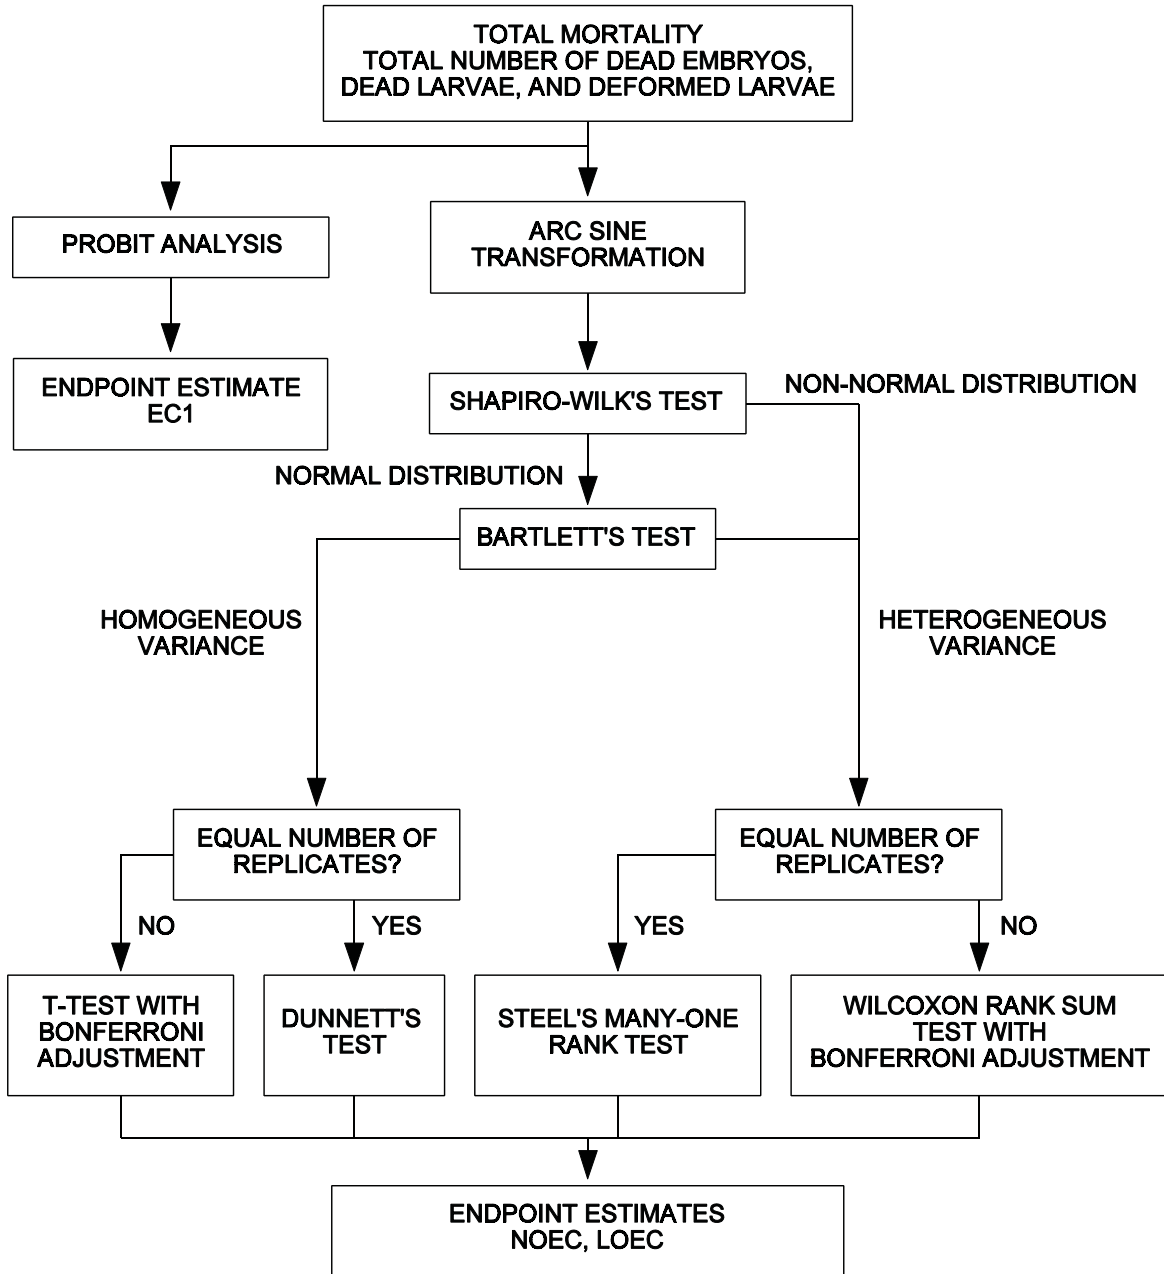 TOTAL MORTALITY
TOTAL NUMBER OF DEAD EMBRYOS,
DEAD LARVAE, AND DEFORMED LARVAE
PROBIT ANALYSIS
ARC SINE
TRANSFORMATION
ENDPOINT ESTIMATE
EC1
SHAPIRO-WILK'S TEST
NON-NORMAL DISTRIBUTION
NORMAL DISTRIBUTION
BARTLETT'S TEST
HOMOGENEOUS
VARIANCE
HETEROGENEOUS
VARIANCE
EQUAL NUMBER OF
REPLICATES?
EQUAL NUMBER OF
REPLICATES?
NO
YES
YES
NO
T-TEST WITH
BONFERRONI
ADJUSTMENT
DUNNETT'S
TEST
STEEL'S MANY-ONE
RANK TEST
WILCOXON RANK SUM
TEST WITH
BONFERRONI ADJUSTMENT
ENDPOINT ESTIMATES
NOEC, LOEC